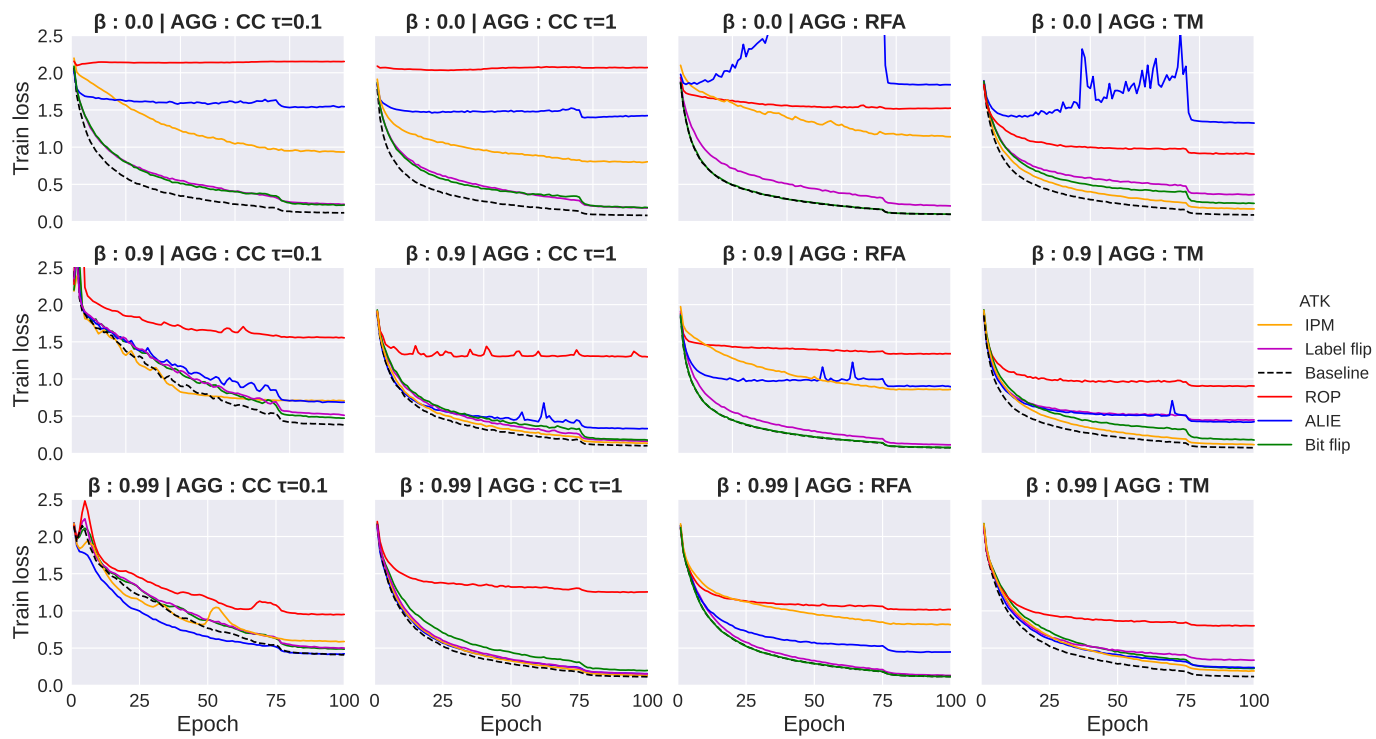 β : 0.0 | AGG : CC τ=0.1
β : 0.0 | AGG : CC τ=1
β : 0.0 | AGG : RFA
β : 0.0 | AGG : TM
Train loss
2.5
2.0
1.5
1.0
0.5
0.0
β : 0.9 | AGG : CC τ=0.1
β : 0.9 | AGG : CC τ=1
β : 0.9 | AGG : RFA
β : 0.9 | AGG : TM
Train loss
2.5
2.0
1.5
1.0
0.5
0.0
ATK
IPM
Label flip
Baseline
ROP
ALIE
Bit flip
β : 0.99 | AGG : CC τ=0.1
β : 0.99 | AGG : CC τ=1
β : 0.99 | AGG : RFA
β : 0.99 | AGG : TM
Train loss
2.5
2.0
1.5
1.0
0.5
0.0
0 25 50 75 100
0 25 50 75 100
0 25 50 75 100
0 25 50 75 100
Epoch
Epoch
Epoch
Epoch